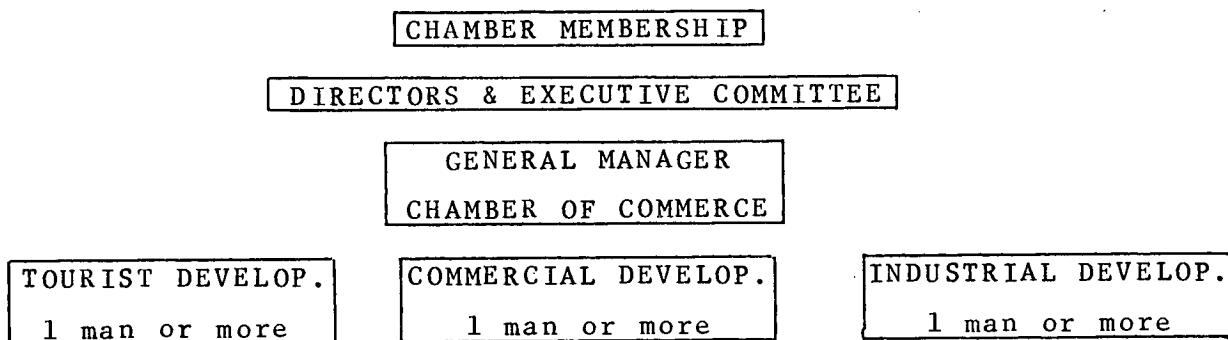 CHAMBER MEMBERSHIP
DIRECTORS & EXECUTIVE COMMITTEE
GENERAL MANAGER
CHAMBER OF COMMERCE
TOURIST DEVELOP. COMMERCIAL DEVELOP. INDUSTRIAL DEVELOP.
1 man or more 1 man or more 1 man or more